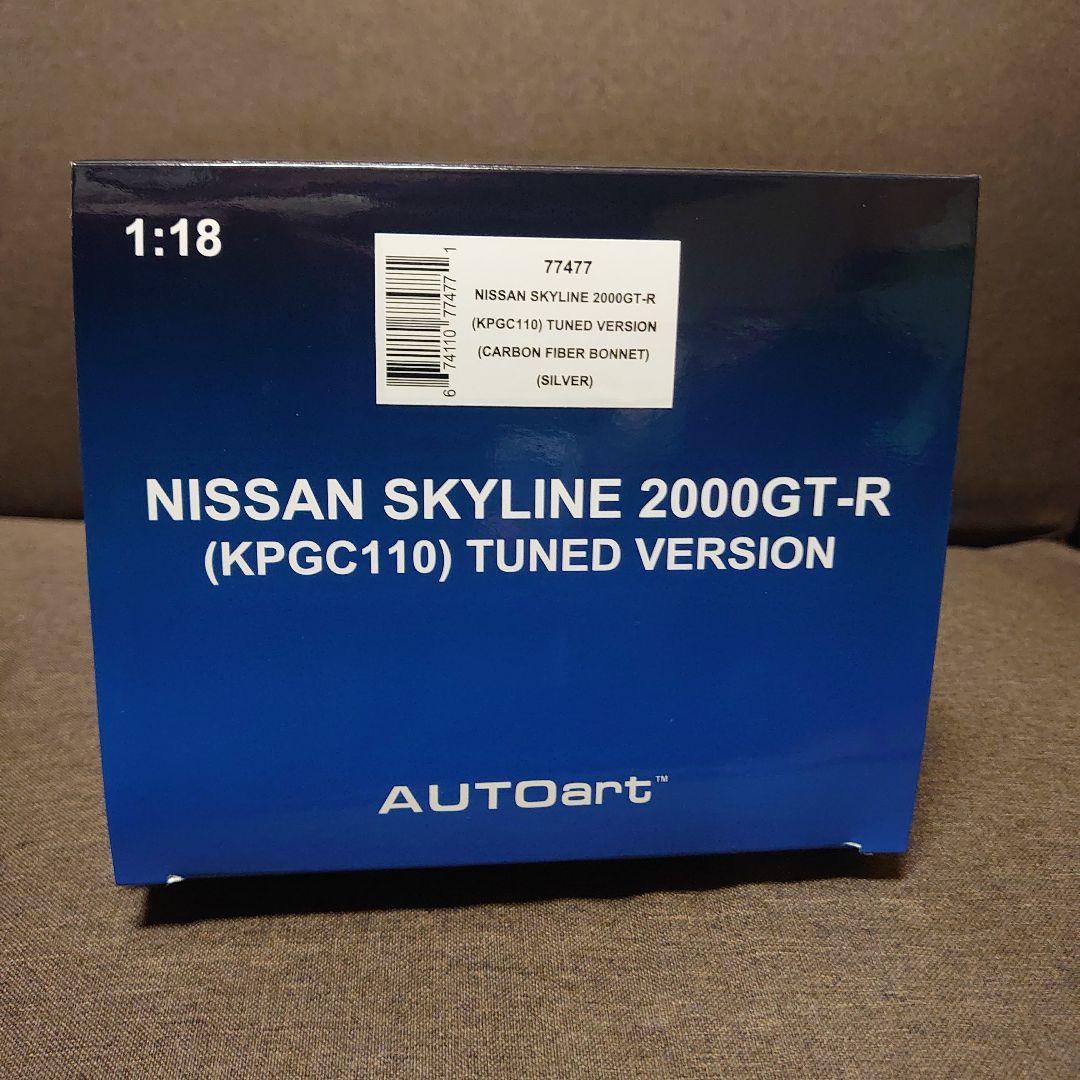 1:18
6 74110 77477 1
77477
NISSAN SKYLINE 2000GT-R
(KPGC110) TUNED VERSION
(CARBON FIBER BONNET)
(SILVER)
NISSAN SKYLINE 2000GT-R
(KPGC110) TUNED VERSION
AUTOart™